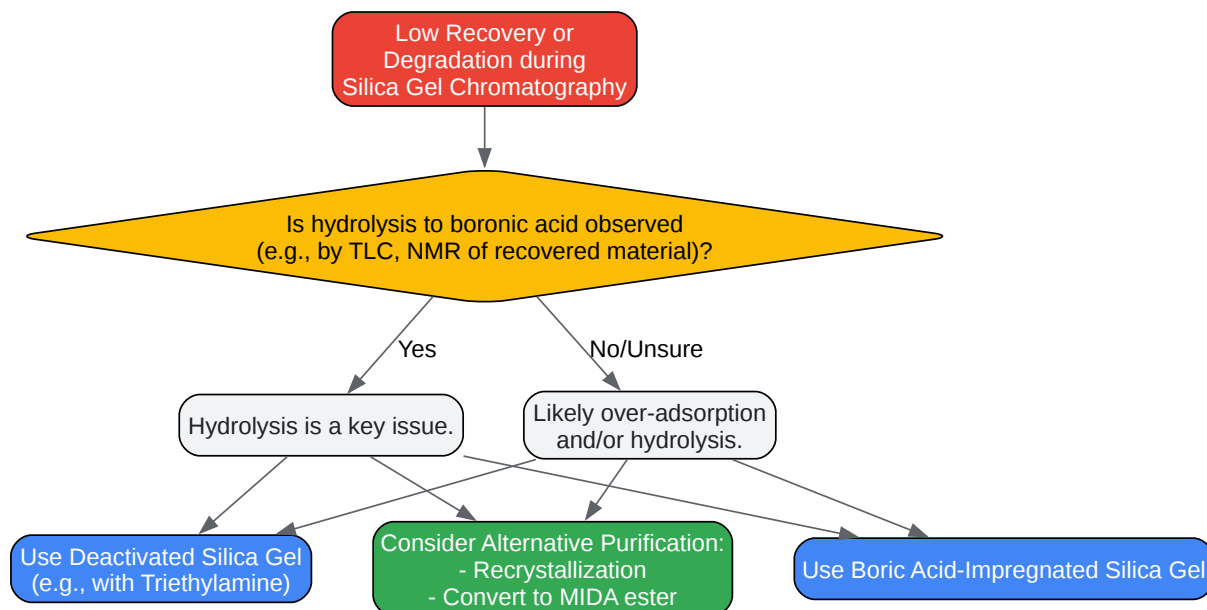 Low Recovery or
Degradation during
Silica Gel Chromatography
Is hydrolysis to boronic acid observed
(e.g., by TLC, NMR of recovered material)?
Yes
No/Unsure
Hydrolysis is a key issue.
Likely over-adsorption
and/or hydrolysis.
Use Deactivated Silica Gel
(e.g., with Triethylamine)
Consider Alternative Purification:
- Recrystallization
- Convert to MIDA ester
Use Boric Acid-Impregnated Silica Gel